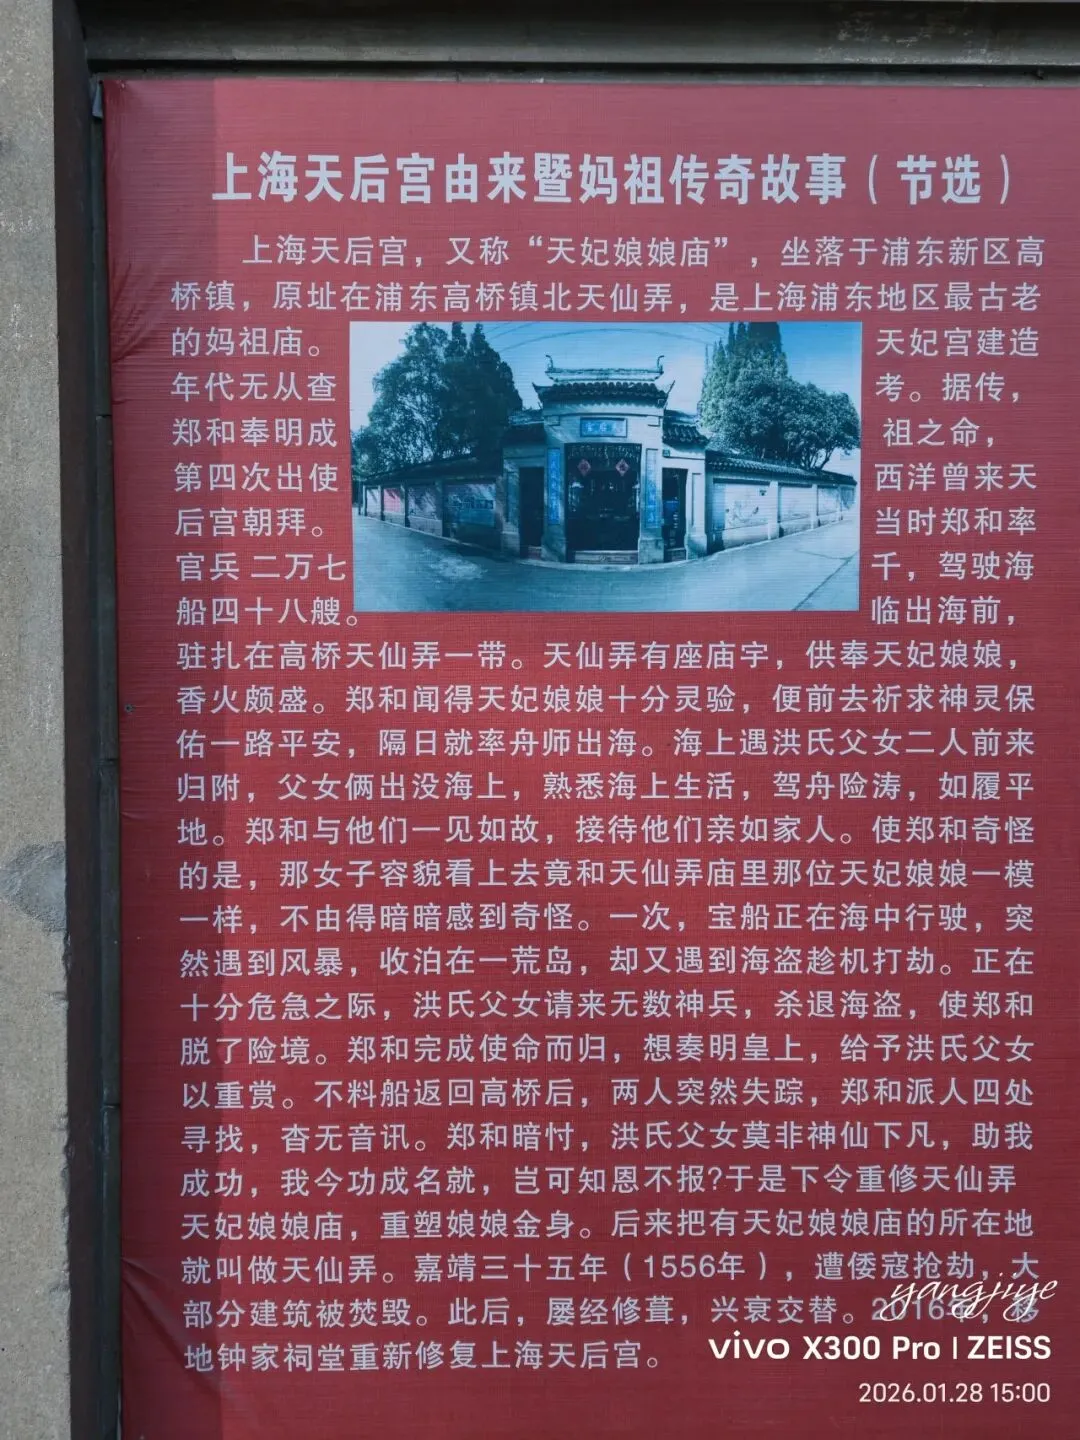 上海天后宫由来暨妈祖传奇故事（节选）
上海天后宫，又称“天妃娘娘庙”，坐落于浦东新区高
桥镇，原址在浦东高桥镇北天仙弄，是上海浦东地区最古老
的妈祖庙。天妃宫建造
年代无从查考。据传，
郑和奉明成祖之命，
第四次出使西洋曾来天
后宫朝拜。当时郑和率
官兵二万七千，驾驶海
船四十八艘。临出海前，
驻扎在高桥天仙弄一带。天仙弄有座庙宇，供奉天妃娘娘，
香火颇盛。郑和闻得天妃娘娘十分灵验，便前去祈求神灵保
佑一路平安，隔日就率舟师出海。海上遇洪氏父女二人前来
归附，父女俩出没海上，熟悉海上生活，驾舟险涛，如履平
地。郑和与他们一见如故，接待他们亲如家人。使郑和奇怪
的是，那女子容貌看上去竟和天仙弄庙里那位天妃娘娘一模
一样，不由得暗暗感到奇怪。一次，宝船正在海中行驶，突
然遇到风暴，收泊在一荒岛，却又遇到海盗趁机打劫。正在
十分危急之际，洪氏父女请来无数神兵，杀退海盗，使郑和
脱了险境。郑和完成使命而归，想奏明皇上，给予洪氏父女
以重赏。不料船返回高桥后，两人突然失踪，郑和派人四处
寻找，杳无音讯。郑和暗忖，洪氏父女莫非神仙下凡，助我
成功，我今功成名就，岂可知恩不报?于是下令重修天仙弄
天妃娘娘庙，重塑娘娘金身。后来把有天妃娘娘庙的所在地
就叫做天仙弄。嘉靖三十五年（1556年），遭倭寇抢劫，大
部分建筑被焚毁。此后，屡经修葺，兴衰交替。2016年，移
地钟家祠堂重新修复上海天后宫。
yangjiye
vivo X300 Pro | ZEISS
2026.01.28 15:00